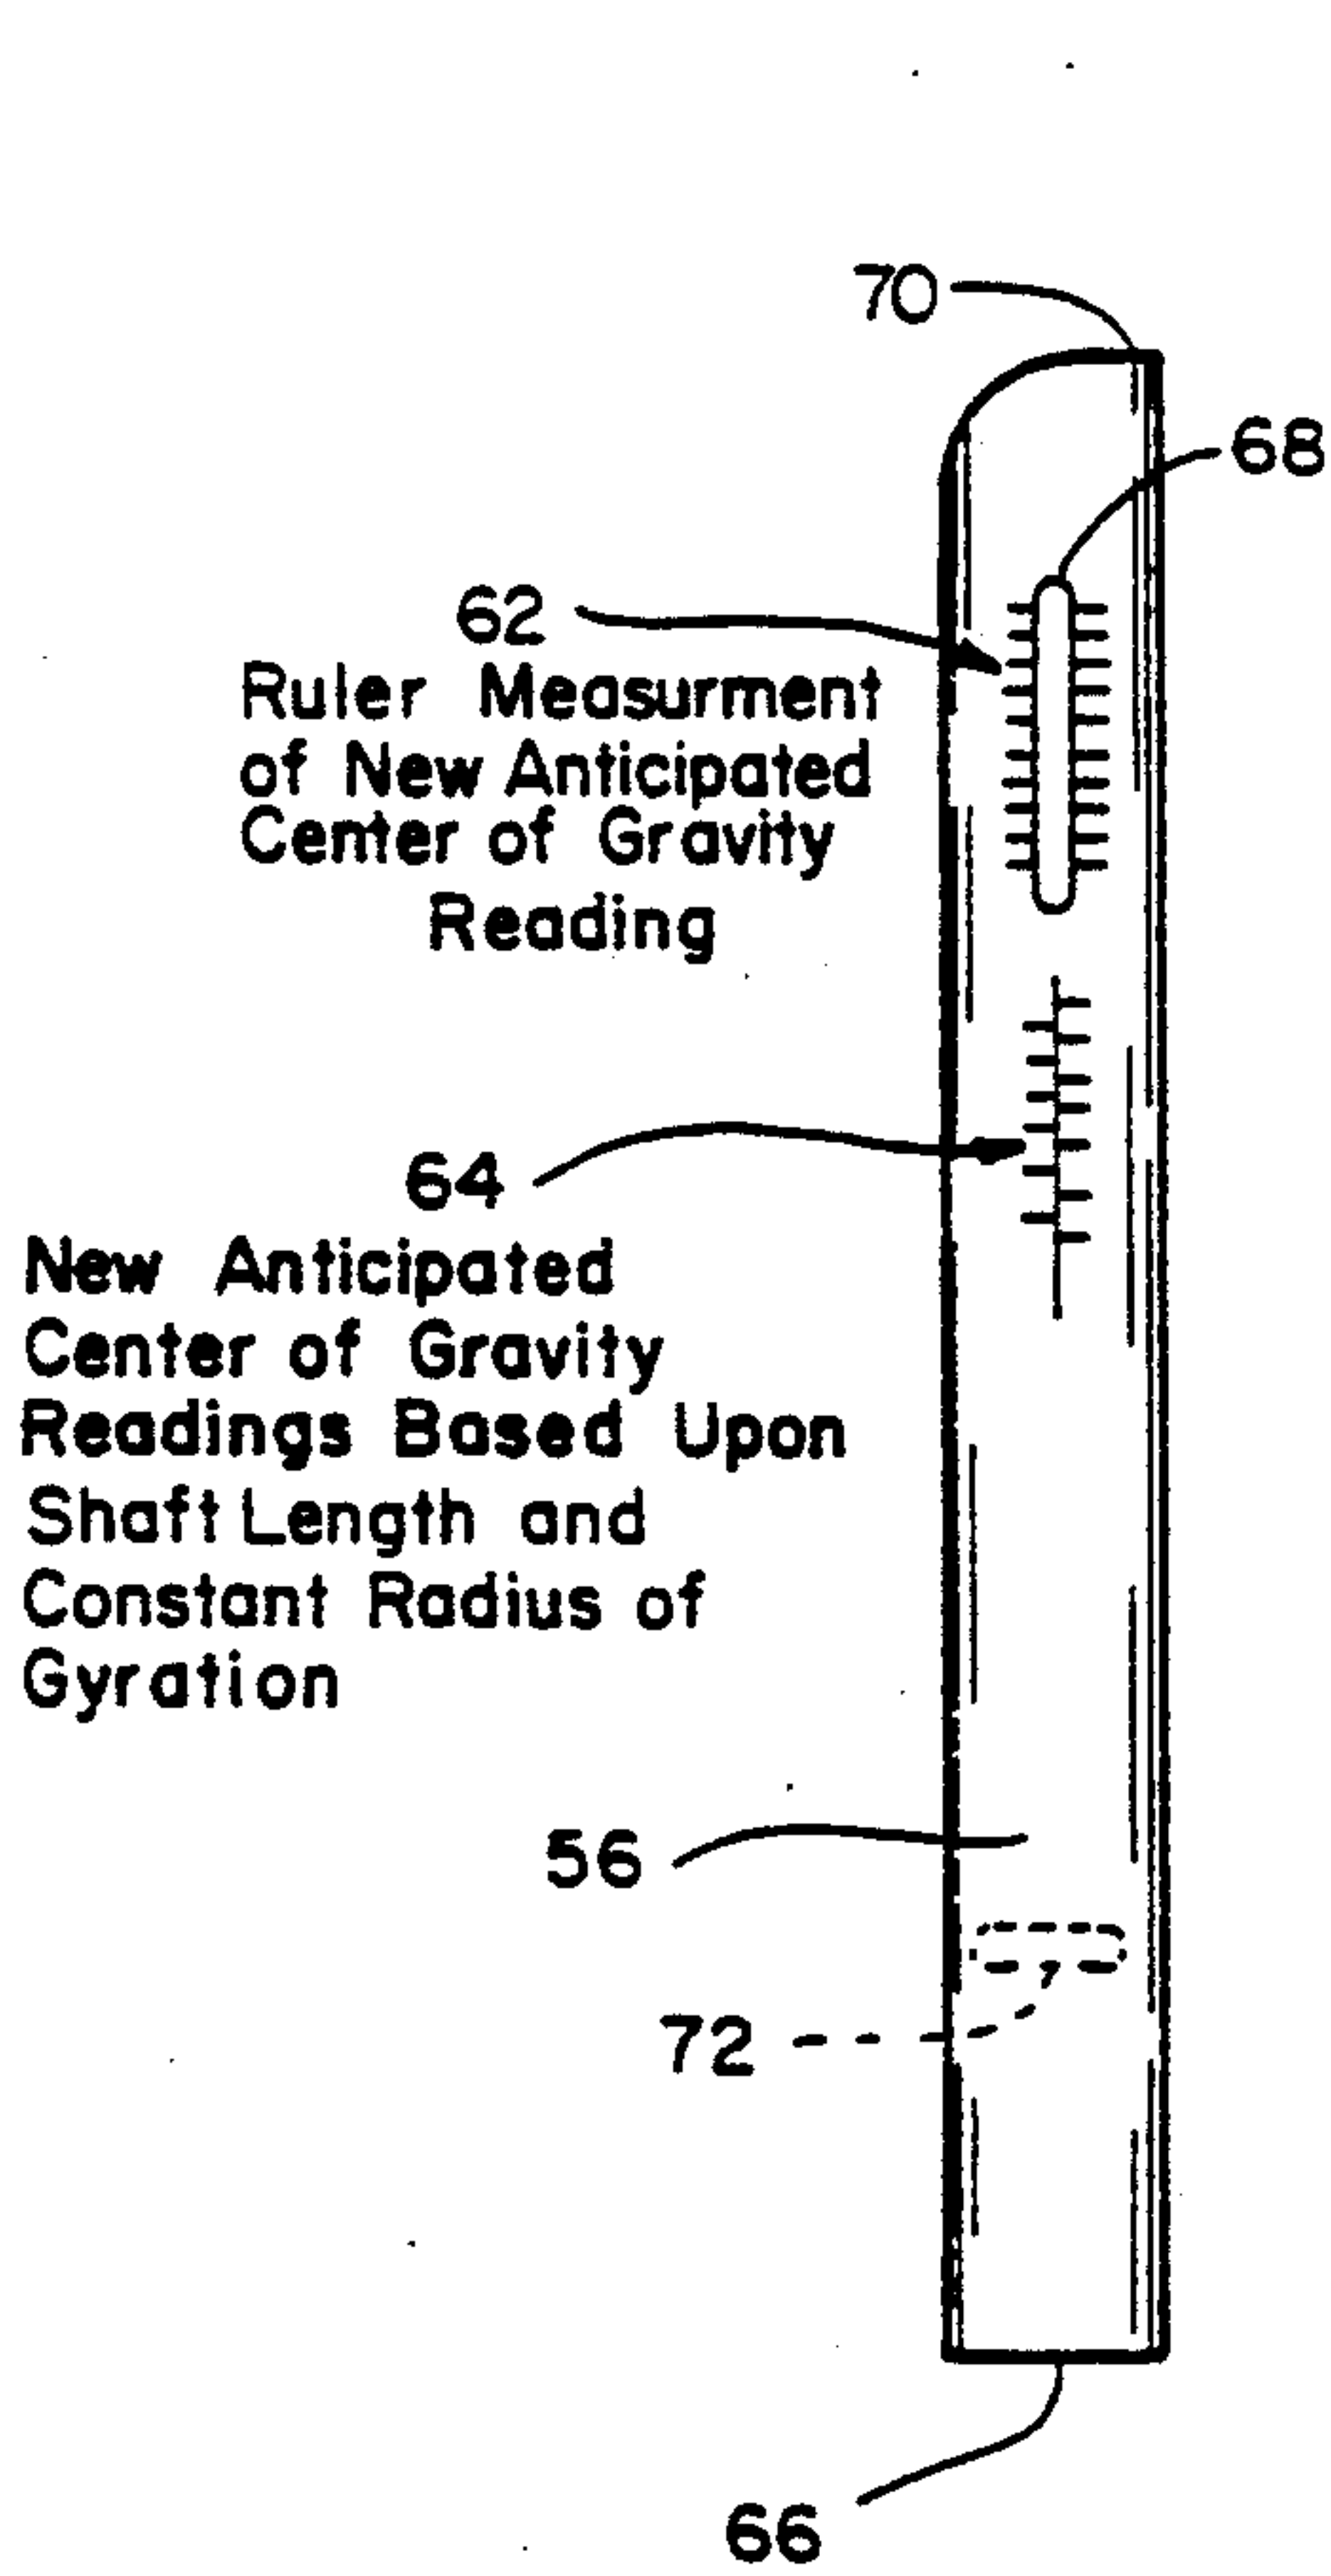 70
68
62
Ruler Measurment
of New Anticipated
Center of Gravity
Reading
64
New Anticipated
Center of Gravity
Readings Based Upon
Shaft Length and
Constant Radius of
Gyration
56
72
66